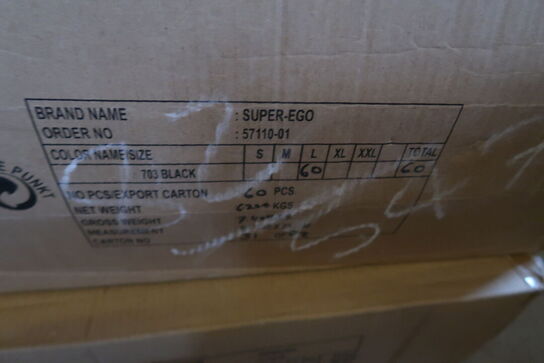 BRAND NAME : SUPER-EGO
ORDER NO : 57110-01
COLOR NAME/SIZE S M L XL XXL TOTAL
703 BLACK 60 60
NO PCS/EXPORT CARTON 60 PCS
NET WEIGHT KGS
GROSS WEIGHT
MEASUREMENT
CARTON NO
E PUNKT